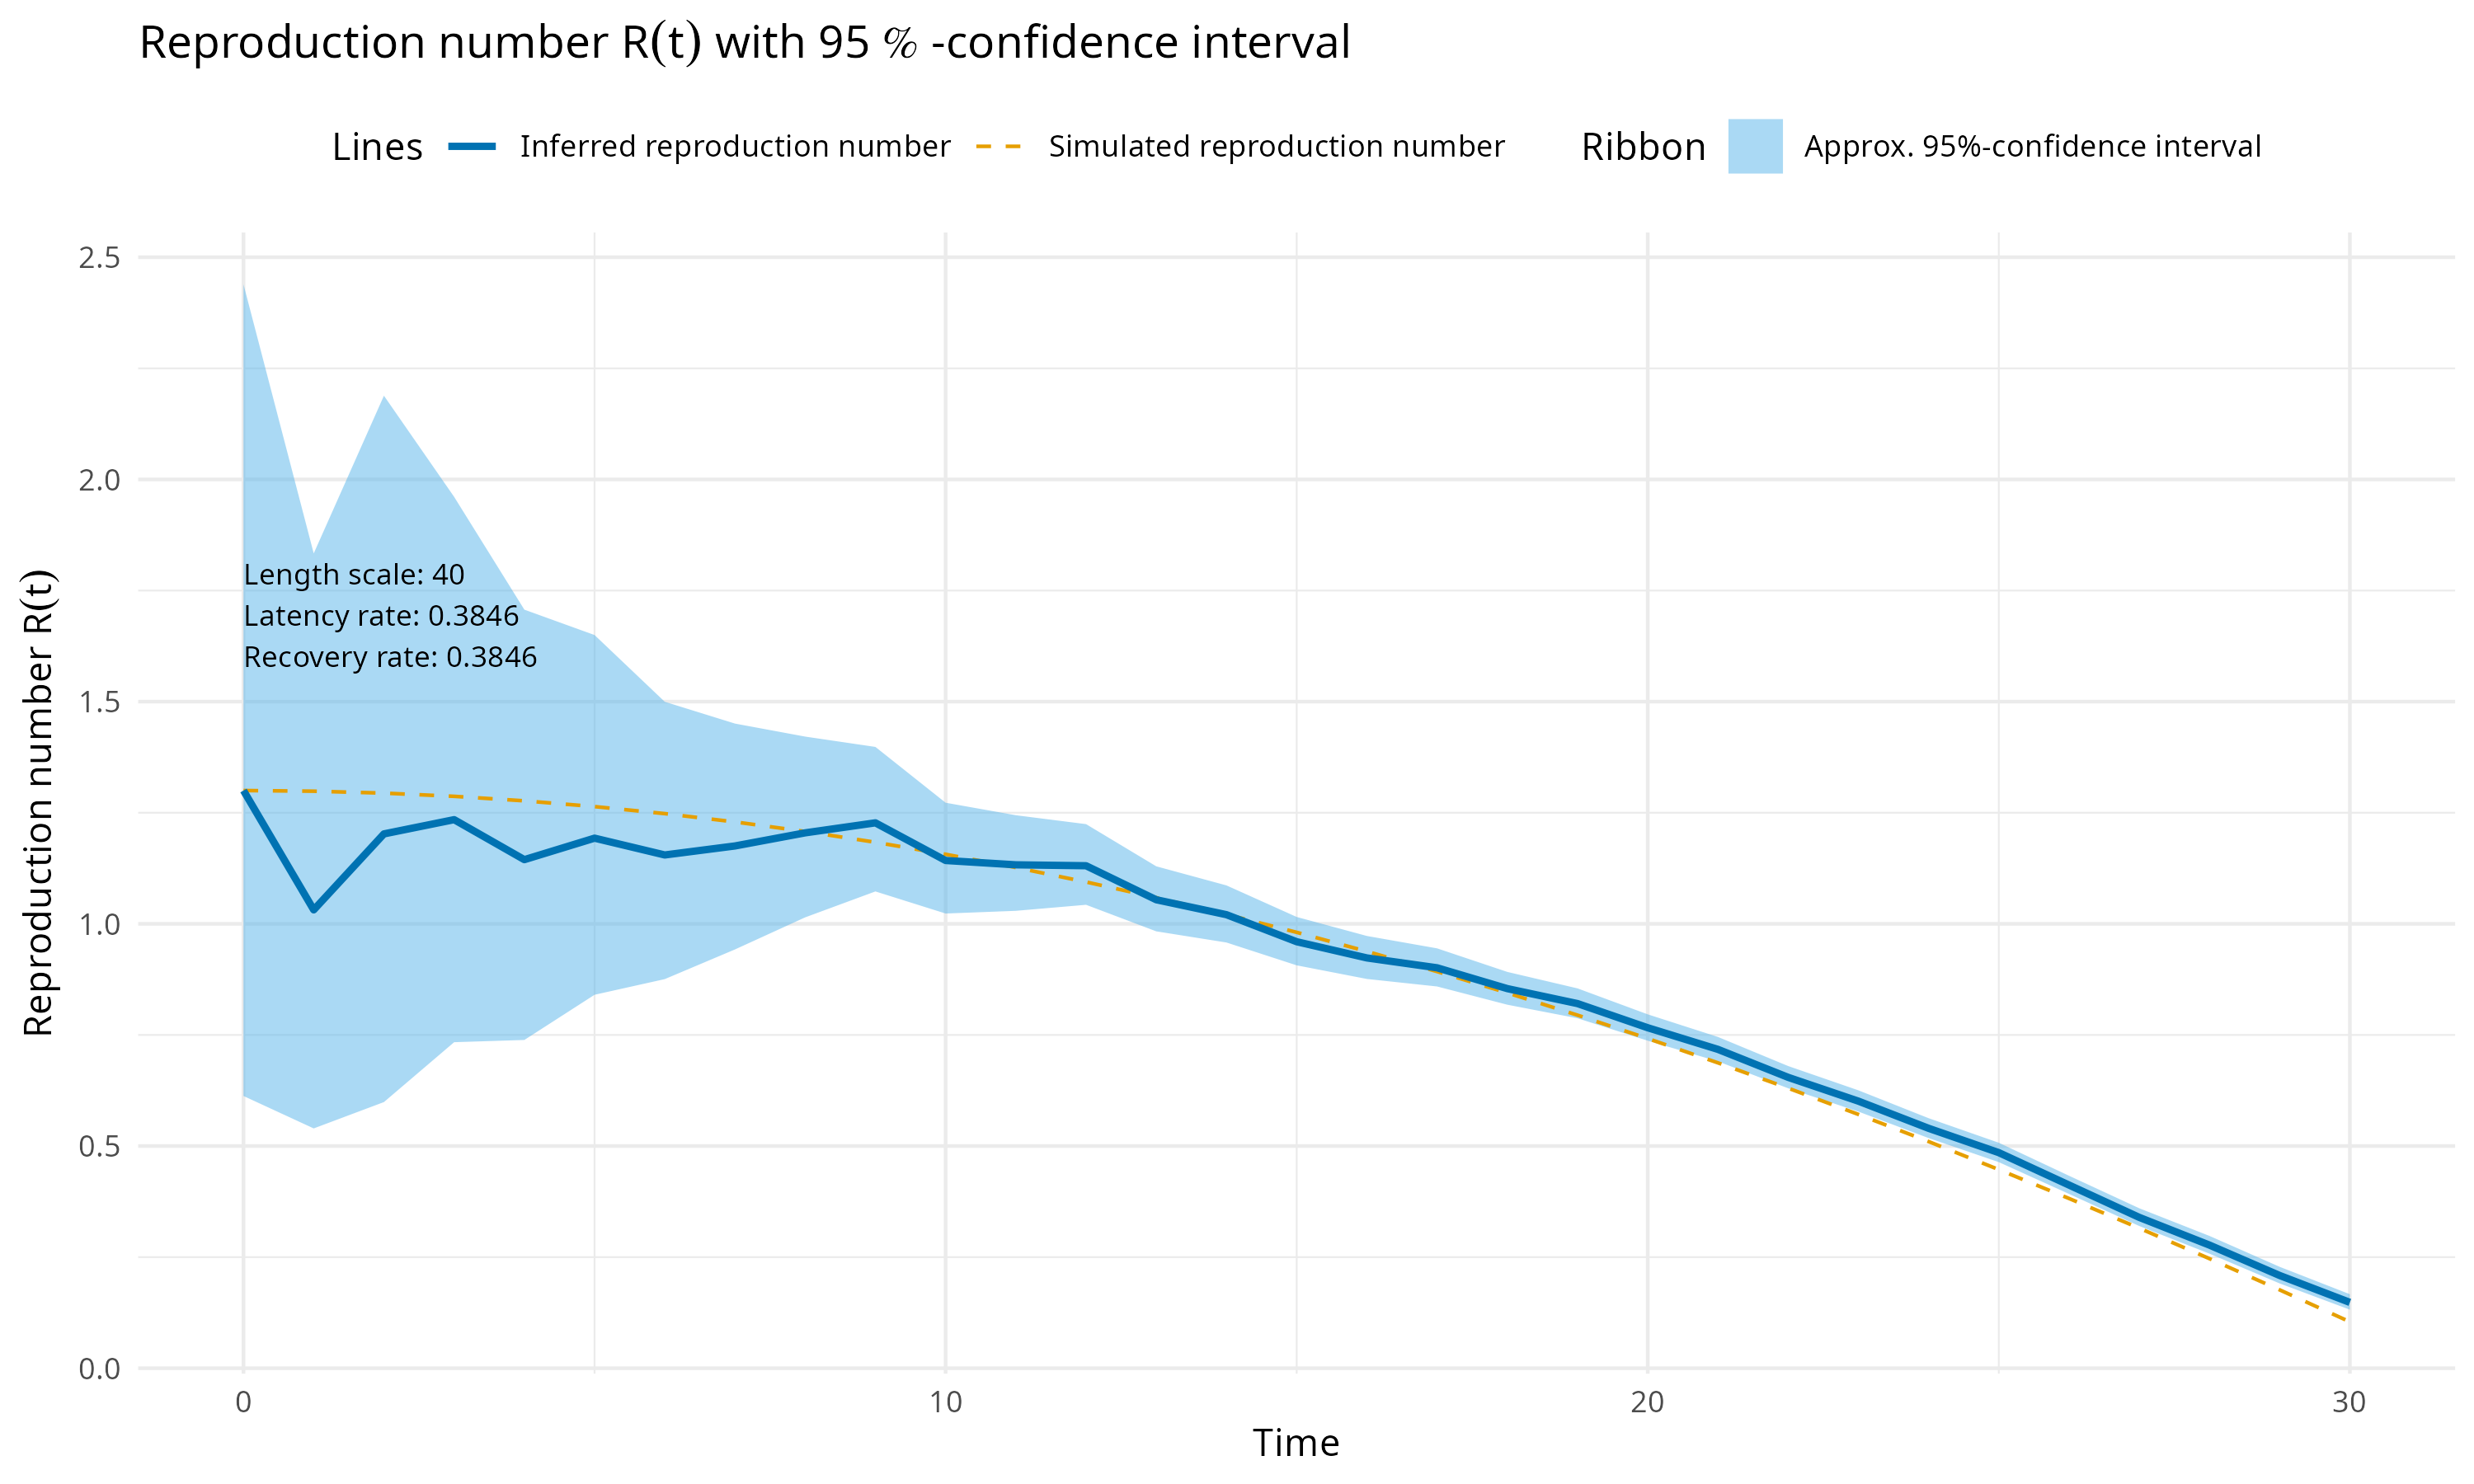 Reproduction number R(t) with 95 % -confidence interval
Lines Inferred reproduction number Simulated reproduction number Ribbon Approx. 95%-confidence interval
2.5
2.0
1.5
1.0
0.5
0.0
Reproduction number R(t)
Length scale: 40
Latency rate: 0.3846
Recovery rate: 0.3846
0 10 20 30
Time